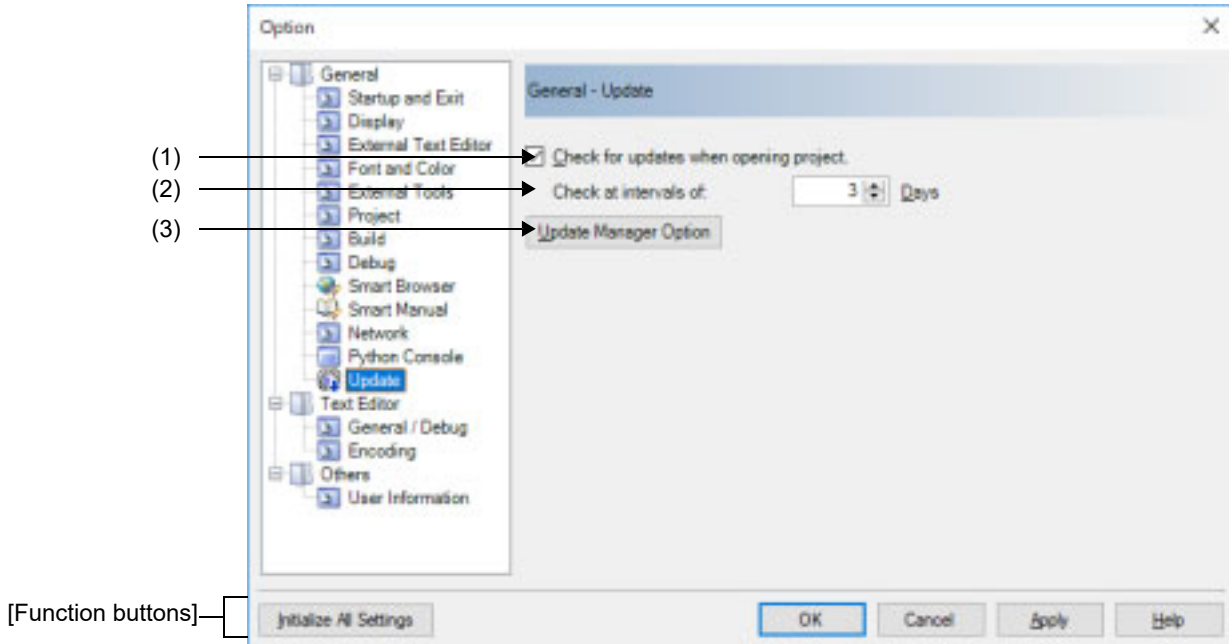 Option
General
Startup and Exit
Display
External Text Editor
Font and Color
External Tools
Project
Build
Debug
Smart Browser
Smart Manual
Network
Python Console
Update
Text Editor
General / Debug
Encoding
Others
User Information
General - Update
(1)
Check for updates when opening project.
(2)
Check at intervals of: 3 Days
(3)
Update Manager Option
[Function buttons]
Initialize All Settings OK Cancel Apply Help